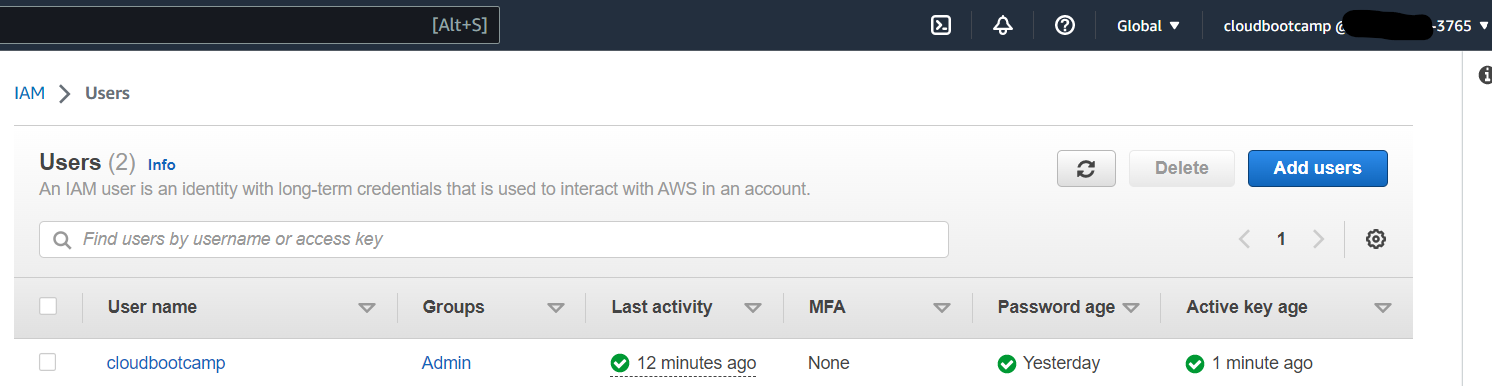 [Alt+S] Global cloudbootcamp @ -3765
IAM Users
Users (2) Info
Delete Add users
An IAM user is an identity with long-term credentials that is used to interact with AWS in an account.
Find users by username or access key
1
User name Groups Last activity MFA Password age Active key age
cloudbootcamp Admin 12 minutes ago None Yesterday 1 minute ago